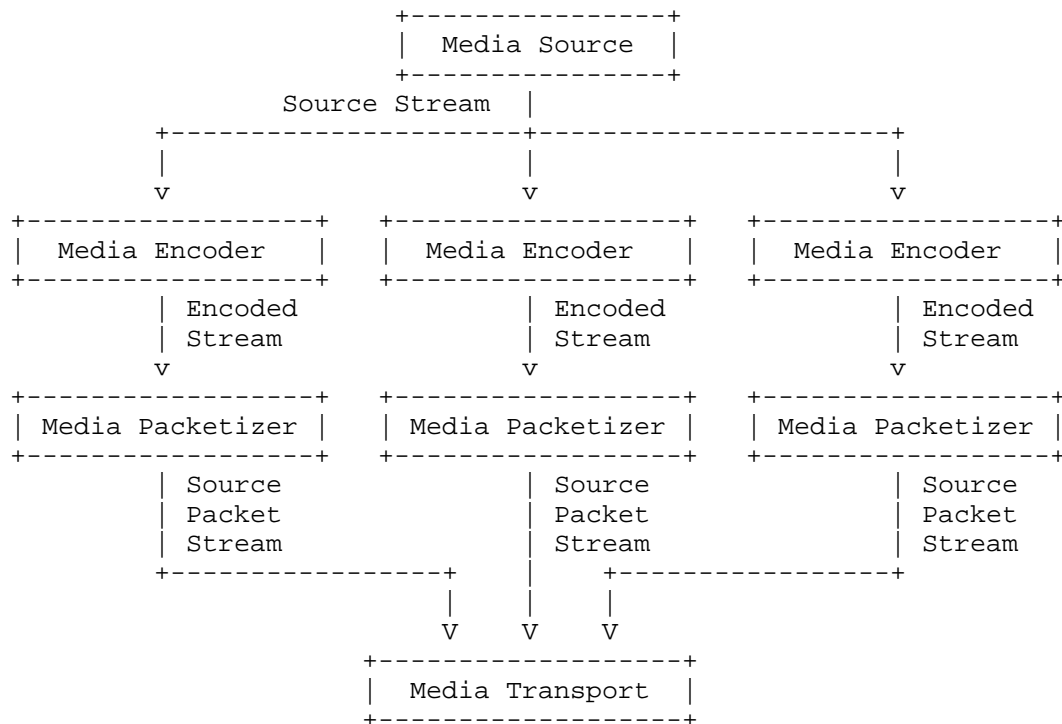 Media Source
Source Stream
Media Encoder Media Encoder Media Encoder
Encoded Encoded Encoded
Stream Stream Stream
Media Packetizer Media Packetizer Media Packetizer
Source Source Source
Packet Packet Packet
Stream Stream Stream
Media Transport